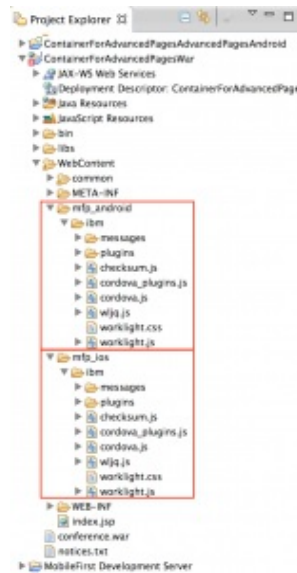 Project Explorer
ContainerForAdvancedPagesAdvancedPagesAndroid
ContainerForAdvancedPagesWar
JAX-WS Web Services
Deployment Descriptor: ContainerForAdvancedPage
Java Resources
JavaScript Resources
bin
libs
WebContent
common
META-INF
mfp_android
ibm
messages
plugins
checksum.js
cordova_plugins.js
cordova.js
wljq.js
worklight.css
worklight.js
mfp_ios
ibm
messages
plugins
checksum.js
cordova_plugins.js
cordova.js
wljq.js
worklight.css
worklight.js
WEB-INF
index.jsp
conference.war
notices.txt
MobileFirst Development Server